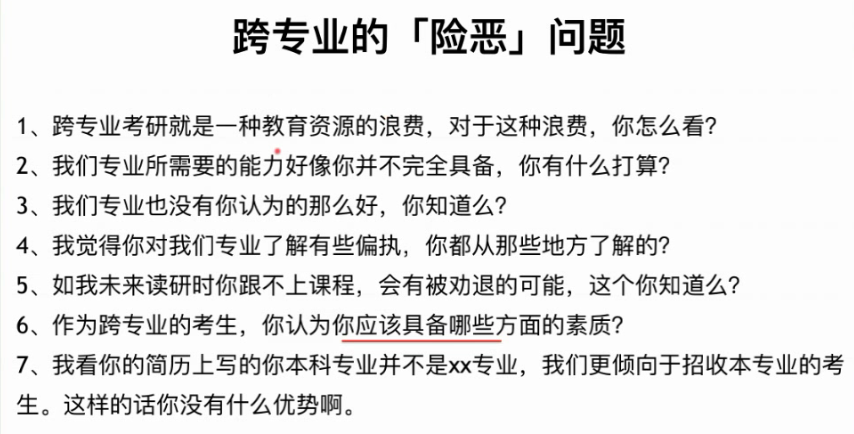 跨专业的「险恶」问题
1、跨专业考研就是一种教育资源的浪费，对于这种浪费，你怎么看？
2、我们专业所需要的能力好像你并不完全具备，你有什么打算？
3、我们专业也没有你认为的那么好，你知道么？
4、我觉得你对我们专业了解有些偏执，你都从那些地方了解的？
5、如我未来读研时你跟不上课程，会有被劝退的可能，这个你知道么？
6、作为跨专业的考生，你认为你应该具备哪些方面的素质？
7、我看你的简历上写的你本科专业并不是xx专业，我们更倾向于招收本专业的考
生。这样的话你没有什么优势啊。